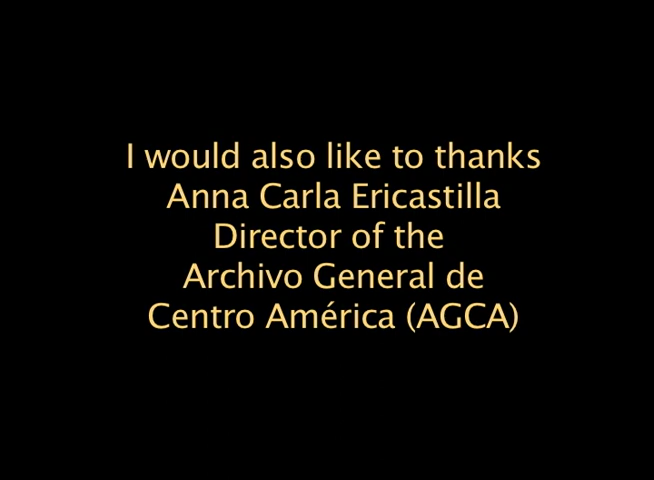 I would also like to thanks
Anna Carla Ericastilla
Director of the
Archivo General de
Centro América (AGCA)